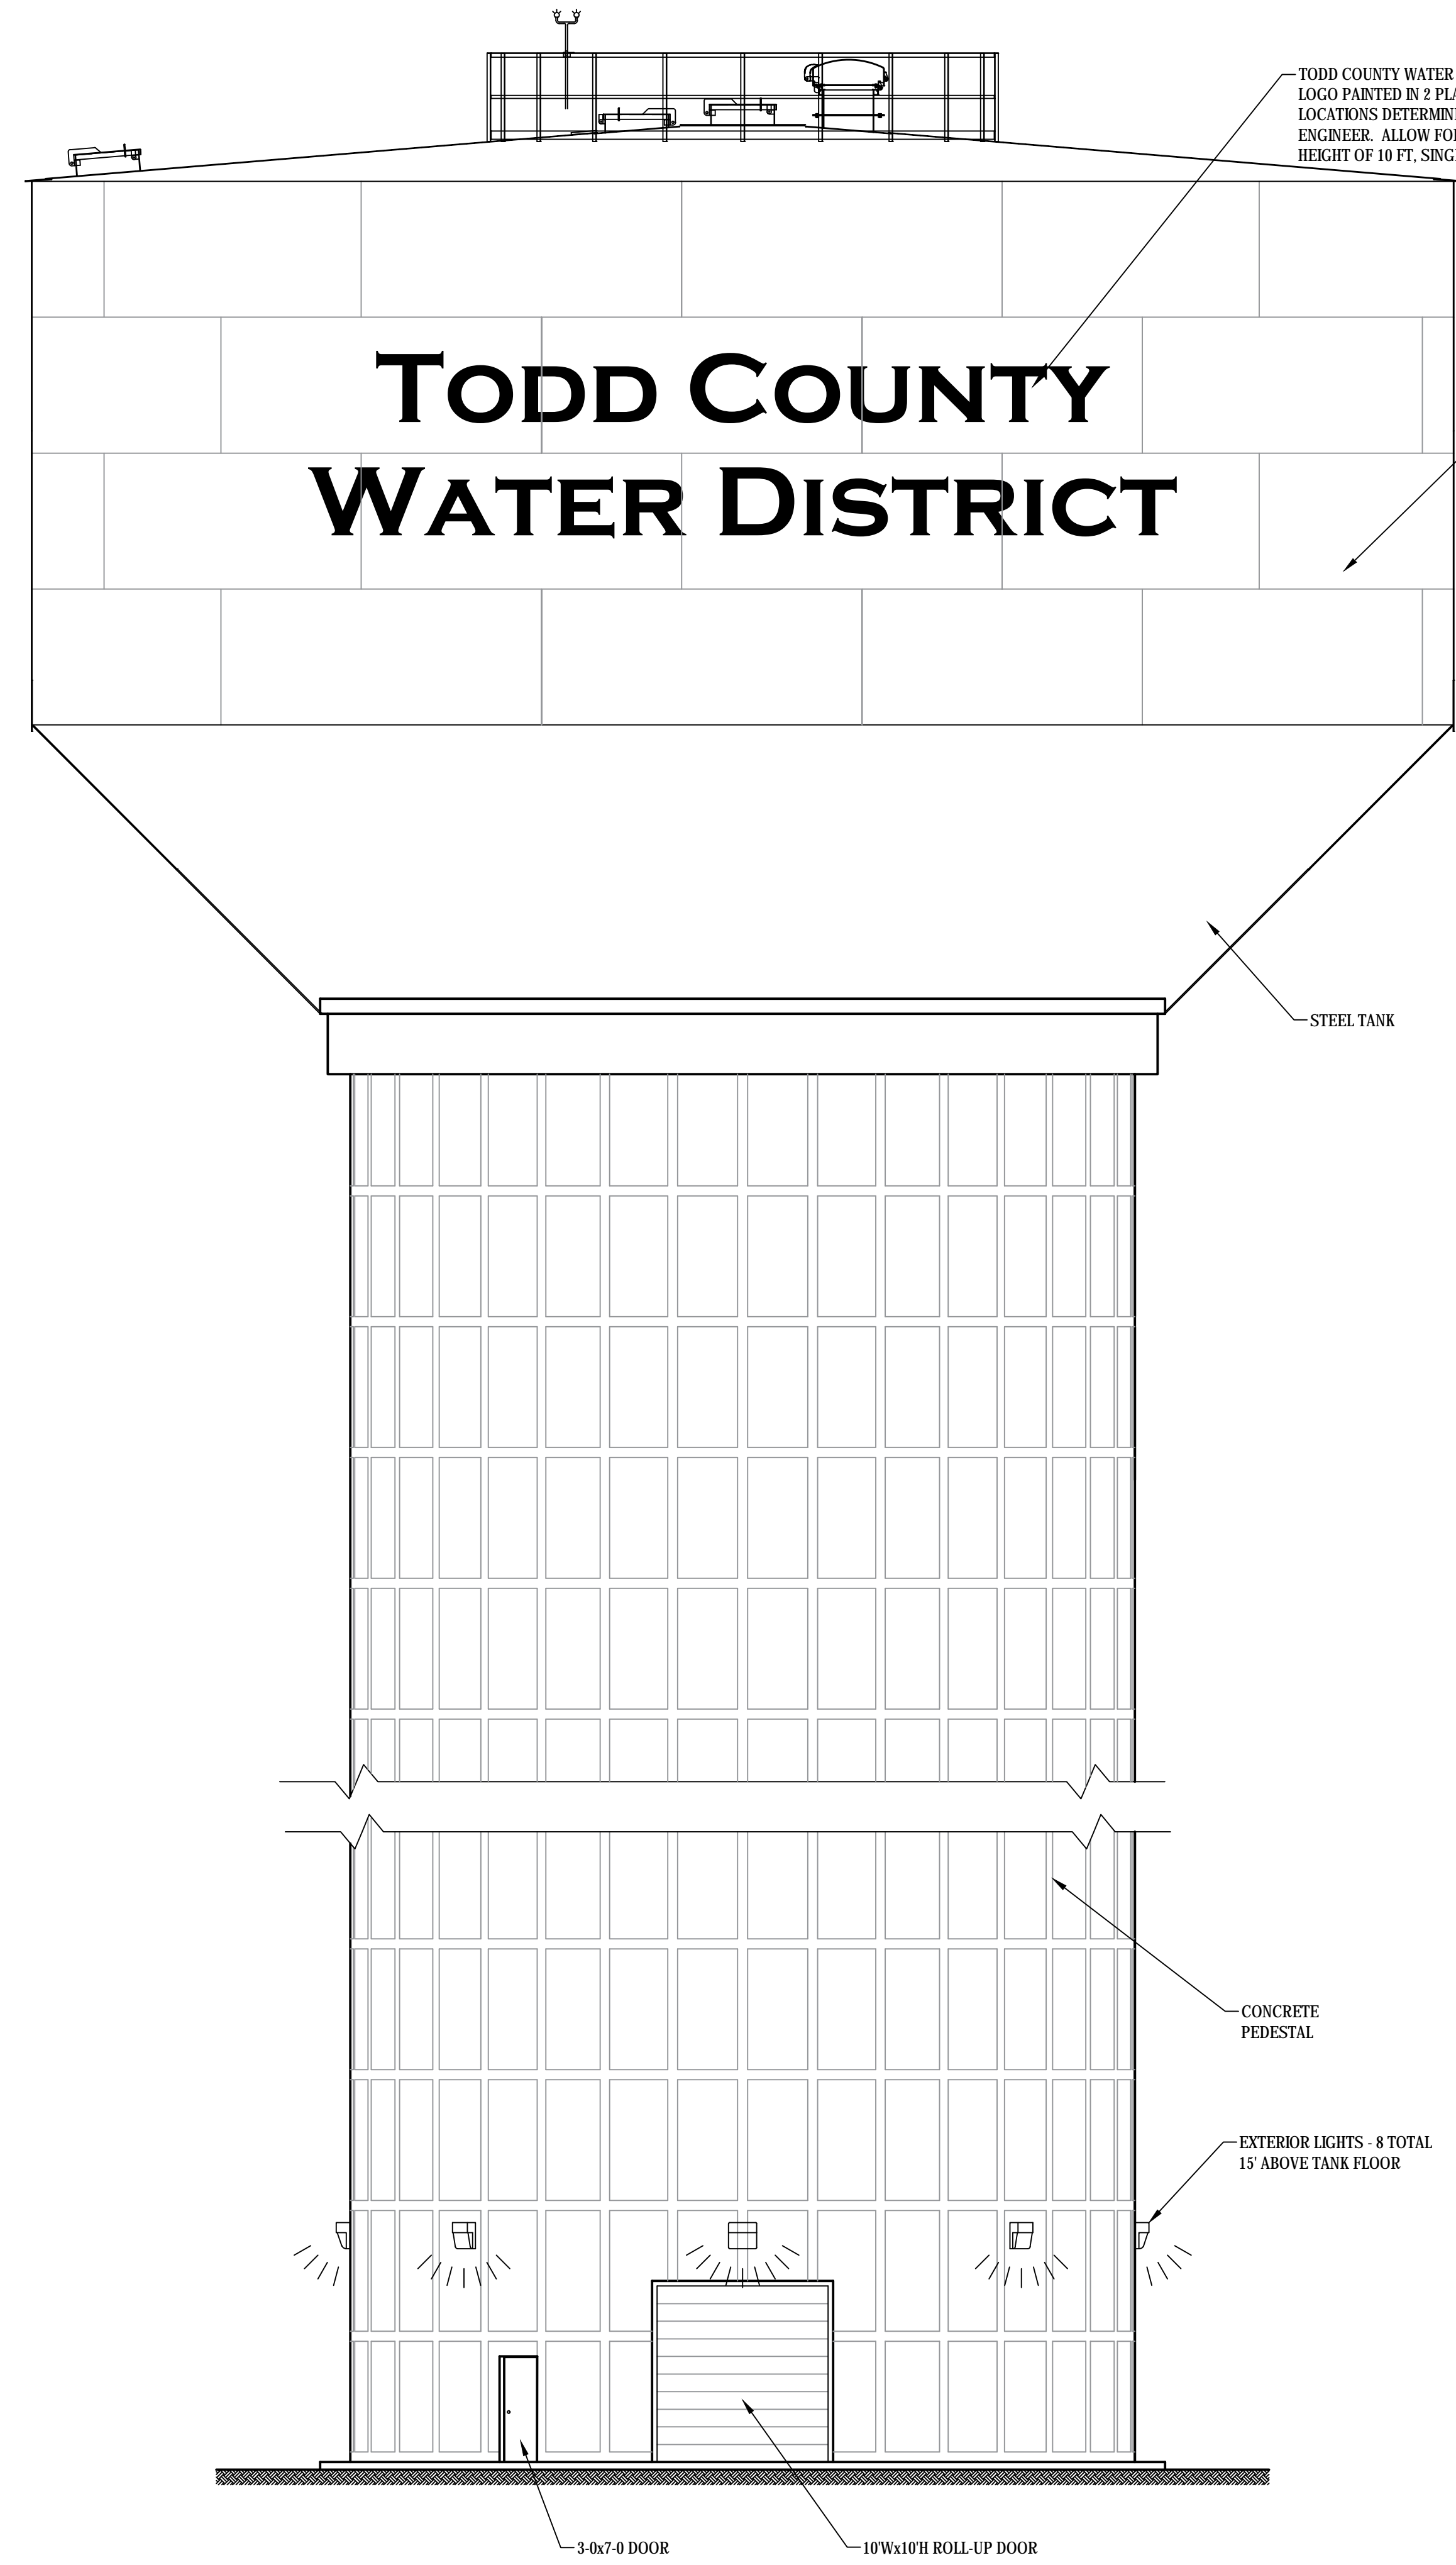 TODD COUNTY WATER
LOGO PAINTED IN 2
LOCATIONS
ENGINEER. ALLOW
HEIGHT OF 10 FT,
TODD COUNTY
WATER DISTRICT
STEEL TANK
CONCRETE
PEDESTAL
EXTERIOR LIGHTS - 8 TOTAL
15' ABOVE TANK FLOOR
3-0x7-0 DOOR
10'Wx10'H ROLL-UP DOOR